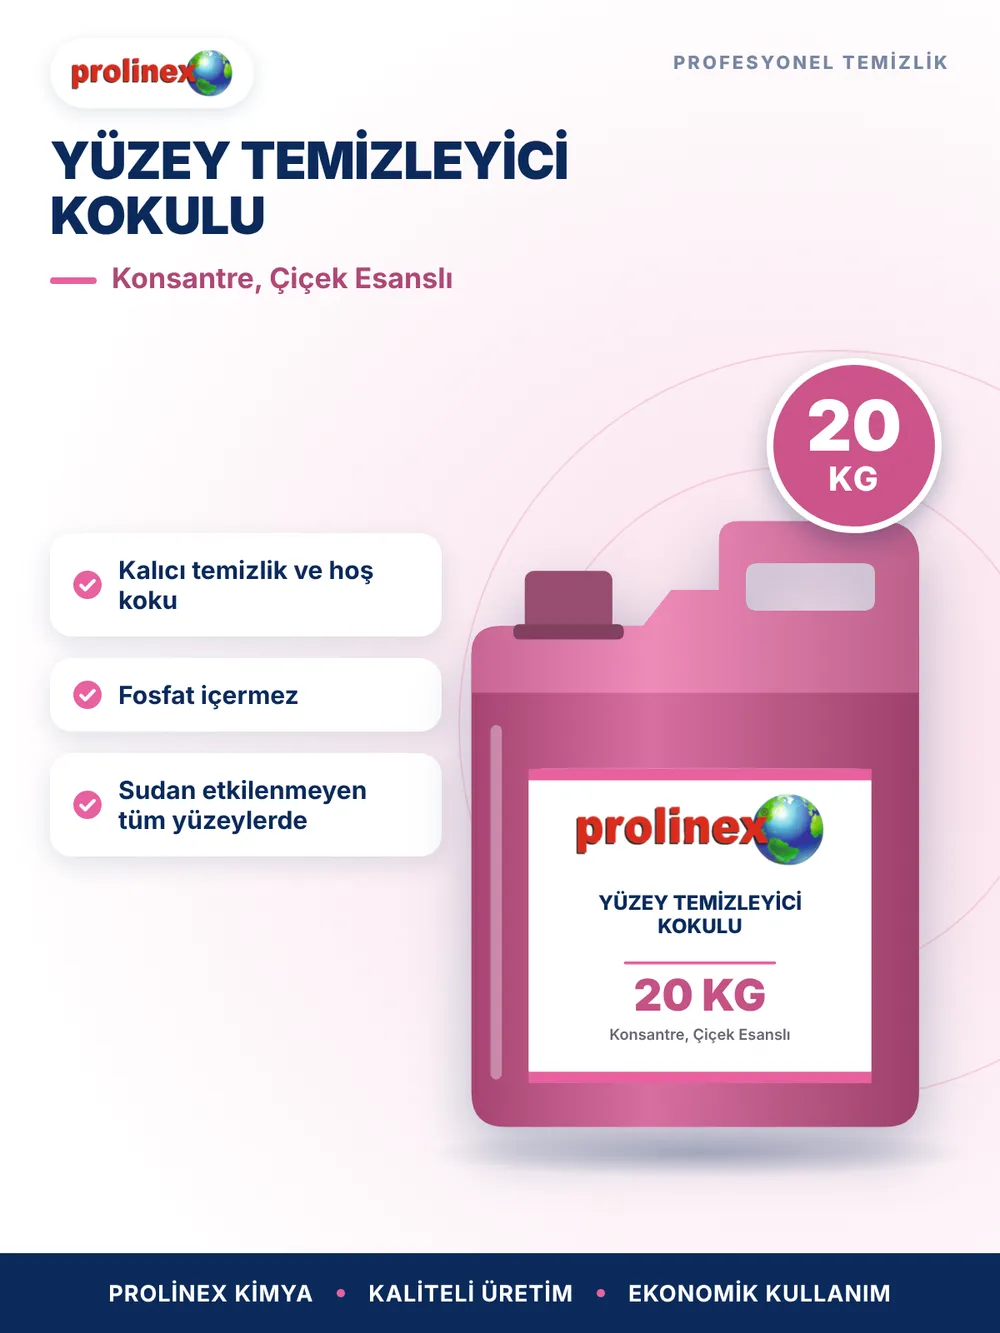 prolinex
PROFESYONEL TEMİZLİK
YÜZEY TEMİZLEYİCİ
KOKULU
Konsantre, Çiçek Esanslı
20
KG
Kalıcı temizlik ve hoş
koku
Fosfat içermez
Sudan etkilenmeyen
tüm yüzeylerde
prolinex®
YÜZEY TEMİZLEYİCİ
KOKULU
20 KG
Konsantre, Çiçek Esanslı
PROLİNEX KİMYA • KALİTELİ ÜRETİM • EKONOMİK KULLANIM